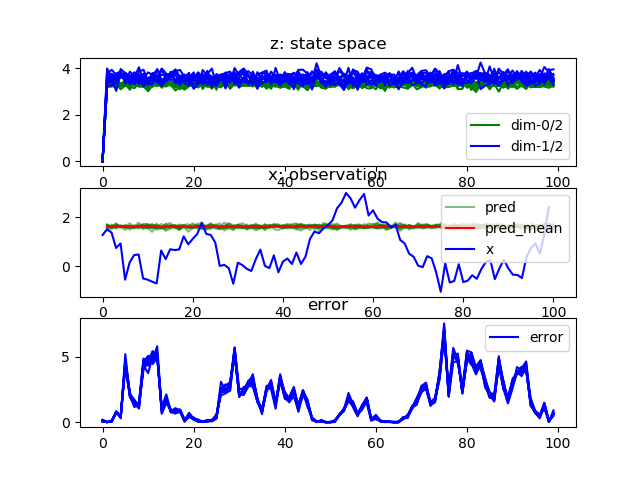 z: state space
4
2
0
dim-0/2
dim-1/2
0 20 40 60 80 100
x: observation
2
0
pred
pred_mean
x
0 20 40 60 80 100
error
5
0
error
0 20 40 60 80 100